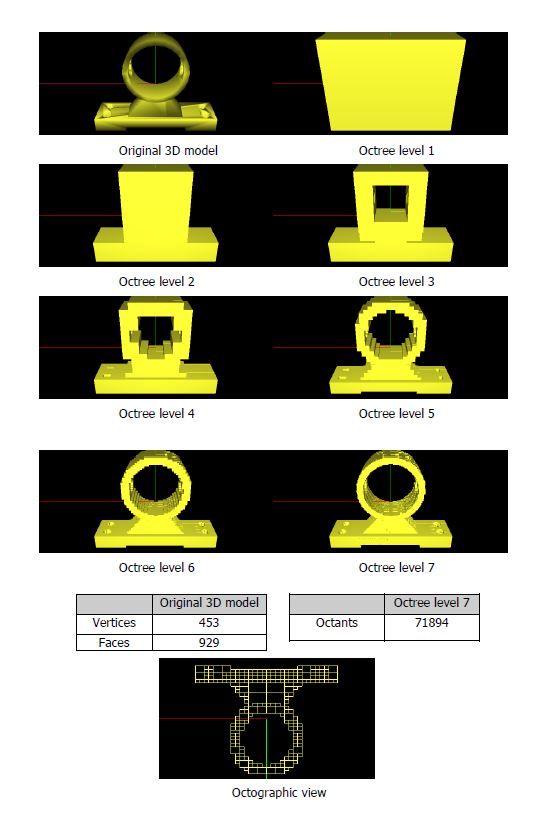 Original 3D model
Octree level 1
Octree level 2
Octree level 3
Octree level 4
Octree level 5
Octree level 6
Octree level 7
Original 3D model
Vertices 453
Faces 929
Octree level 7
Octants 71894
Octographic view